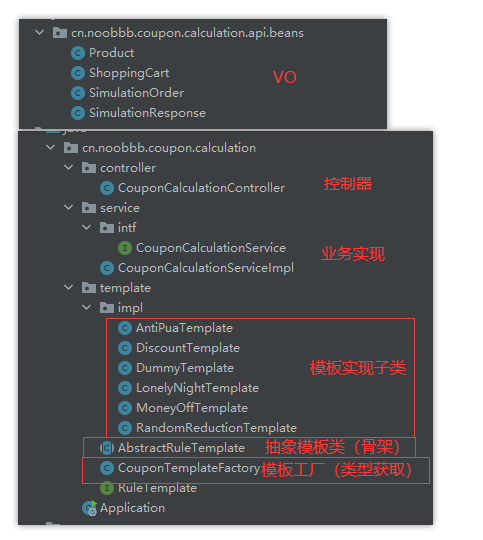 cn.noobbb.coupon.calculation.api.beans
Product
ShoppingCart
VO
SimulationOrder
SimulationResponse
cn.noobbb.coupon.calculation
controller
CouponCalculationController 控制器
service
intf
CouponCalculationService
业务实现
CouponCalculationServiceImpl
template
impl
AntiPuaTemplate
DiscountTemplate
DummyTemplate 模板实现子类
LonelyNightTemplate
MoneyOffTemplate
RandomReductionTemplate
AbstractRuleTemplate 抽象模板类（骨架）
CouponTemplateFactory 模板工厂（类型获取）
RuleTemplate
Application